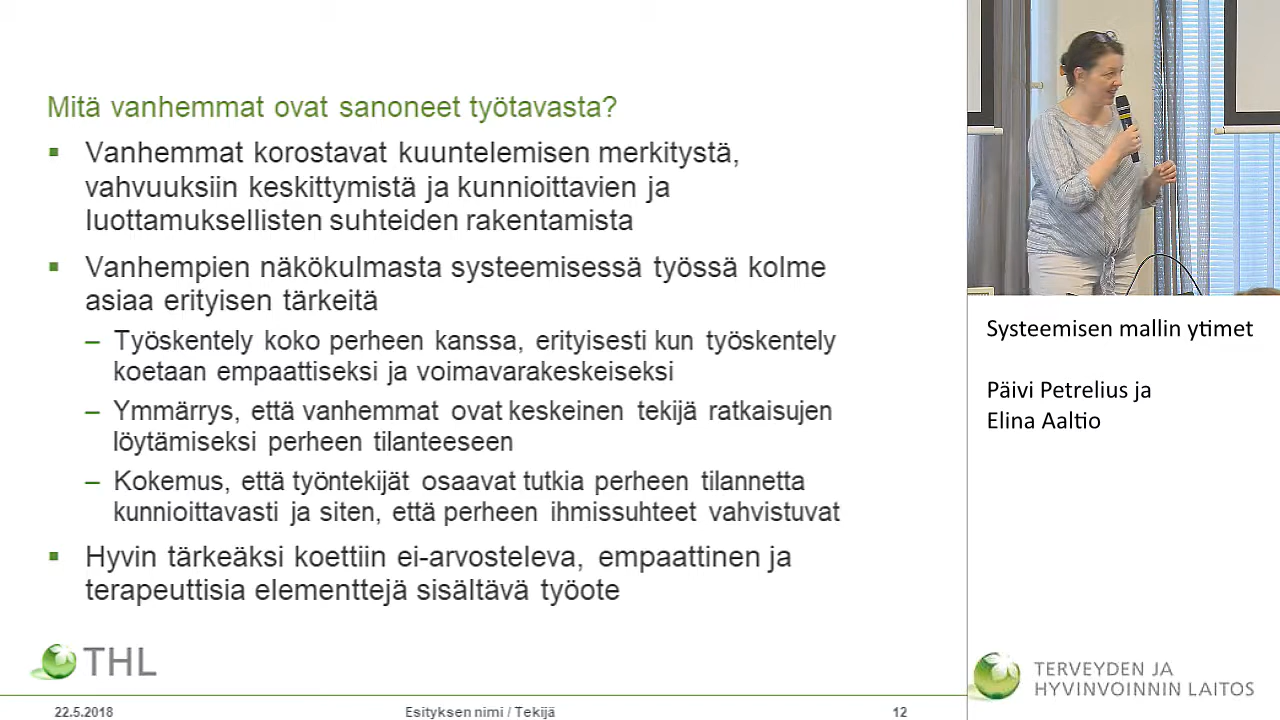 Mitä vanhemmat ovat sanoneet työtavasta?
▪ Vanhemmat korostavat kuuntelemisen merkitystä,
vahvuuksiin keskittymistä ja kunnioittavien ja
luottamuksellisten suhteiden rakentamista
▪ Vanhempien näkökulmasta systeemisessä työssä kolme
asiaa erityisen tärkeitä
– Työskentely koko perheen kanssa, erityisesti kun työskentely
koetaan empaattiseksi ja voimavarakeskeiseksi
– Ymmärrys, että vanhemmat ovat keskeinen tekijä ratkaisujen
löytämiseksi perheen tilanteeseen
– Kokemus, että työntekijät osaavat tutkia perheen tilannetta
kunnioittavasti ja siten, että perheen ihmissuhteet vahvistuvat
▪ Hyvin tärkeäksi koettiin ei-arvosteleva, empaattinen ja
terapeuttisia elementtejä sisältävä työote
THL
22.5.2018
Esityksen nimi / Tekijä
12
Systeemisen mallin ytimet
Päivi Petrelius ja
Elina Aaltio
TERVEYDEN JA
HYVINVOINNIN LAITOS